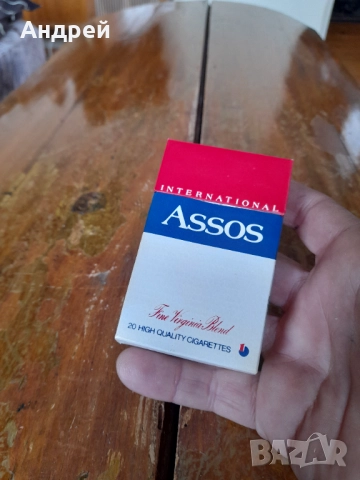 Андрей
INTERNATIONAL
ASSOS
Fine Virginia Blend
20 HIGH QUALITY CIGARETTES
BAZAR